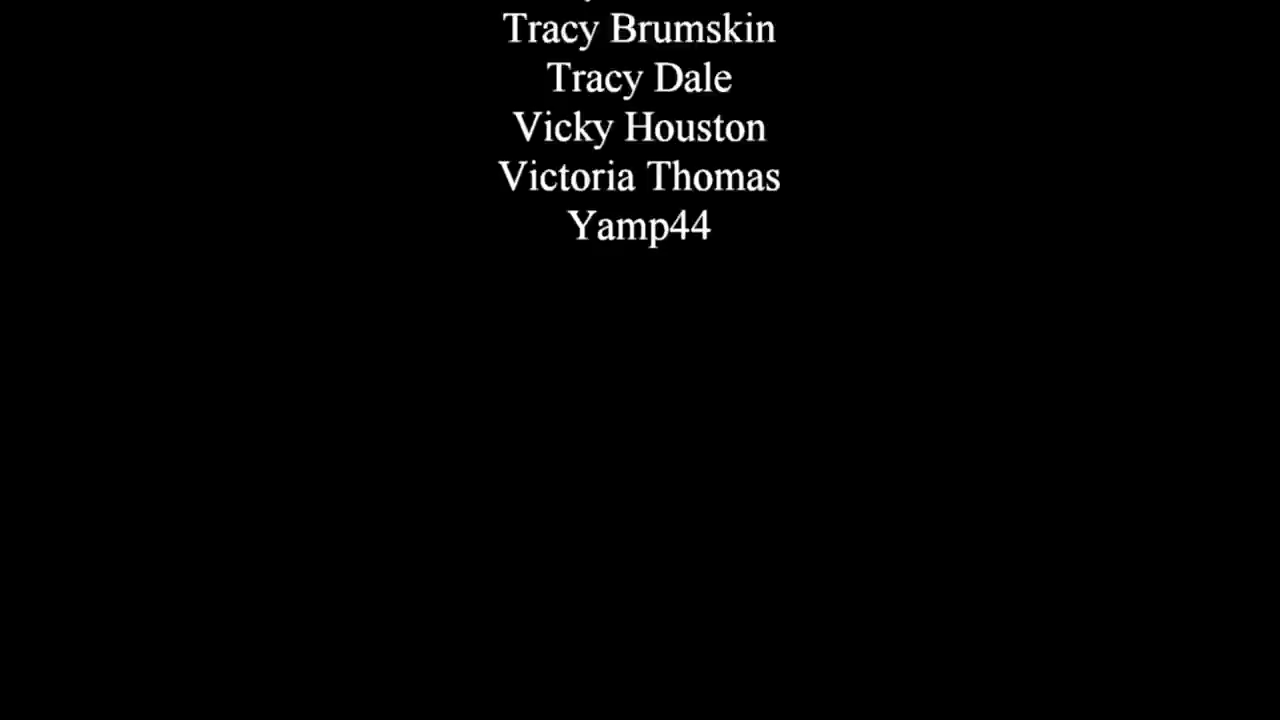 Tracy Brumskin
Tracy Dale
Vicky Houston
Victoria Thomas
Yamp44